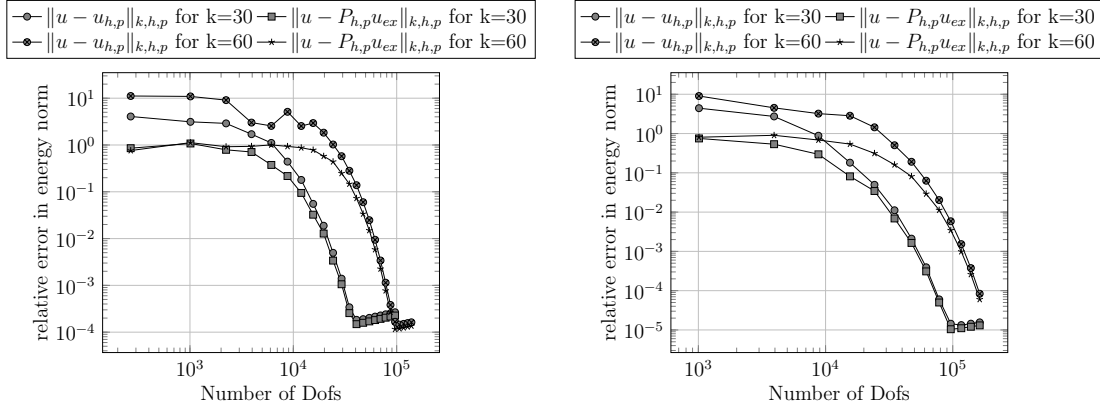 ‖u − u_{h,p}‖_{k,h,p} for k=30 ‖u − P_{h,p}u_{ex}‖_{k,h,p} for k=30
‖u − u_{h,p}‖_{k,h,p} for k=60 ‖u − P_{h,p}u_{ex}‖_{k,h,p} for k=60
relative error in energy norm
10^1
10^0
10^{−1}
10^{−2}
10^{−3}
10^{−4}
10^3 10^4 10^5
Number of Dofs
‖u − u_{h,p}‖_{k,h,p} for k=30 ‖u − P_{h,p}u_{ex}‖_{k,h,p} for k=30
‖u − u_{h,p}‖_{k,h,p} for k=60 ‖u − P_{h,p}u_{ex}‖_{k,h,p} for k=60
relative error in energy norm
10^1
10^0
10^{−1}
10^{−2}
10^{−3}
10^{−4}
10^{−5}
10^3 10^4 10^5
Number of Dofs